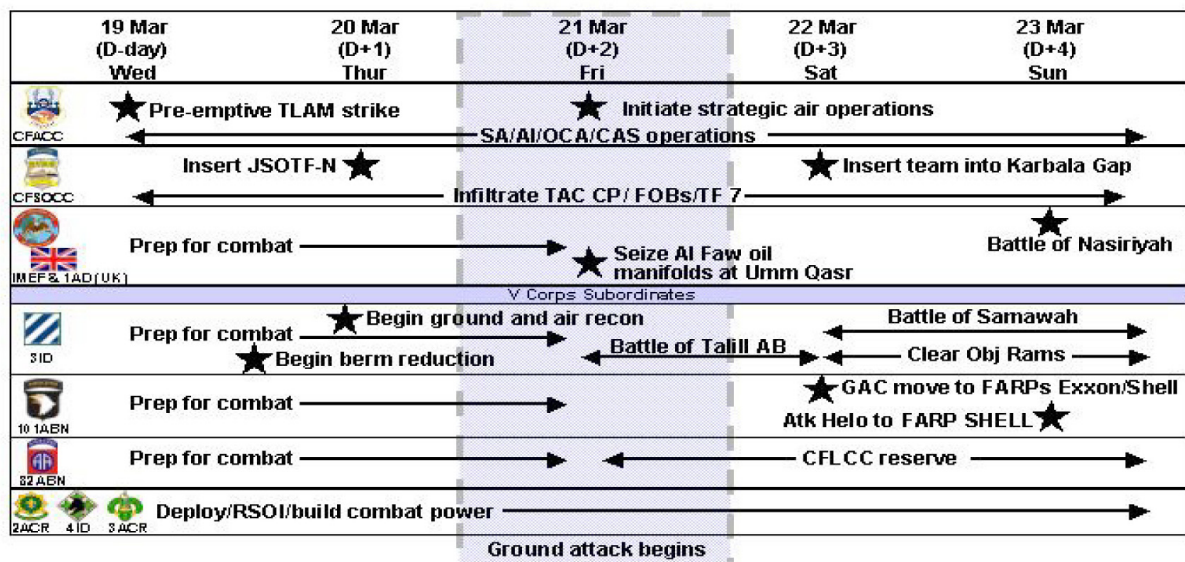 19 Mar
(D-day)
Wed
20 Mar
(D+1)
Thur
21 Mar
(D+2)
Fri
22 Mar
(D+3)
Sat
23 Mar
(D+4)
Sun
CFACC
Pre-emptive TLAM strike
Initiate strategic air operations
SA/AI/OCA/CAS operations
CFSOCC
Insert JSOTF-N
Insert team into Karbala Gap
Infiltrate TAC CP/ FOBs/TF 7
IMEF & 1AD(UK)
Prep for combat
Seize Al Faw oil
manifolds at Umm Qasr
Battle of Nasiriyah
V Corps Subordinates
3ID
Prep for combat
Begin ground and air recon
Begin berm reduction
Battle of Talill AB
Battle of Samawah
Clear Obj Rams
101ABN
Prep for combat
GAC move to FARPs Exxon/Shell
Atk Helo to FARP SHELL
AA
82ABN
Prep for combat
CFLCC reserve
2ACR 4ID 3ACR
Deploy/RSOI/build combat power
Ground attack begins